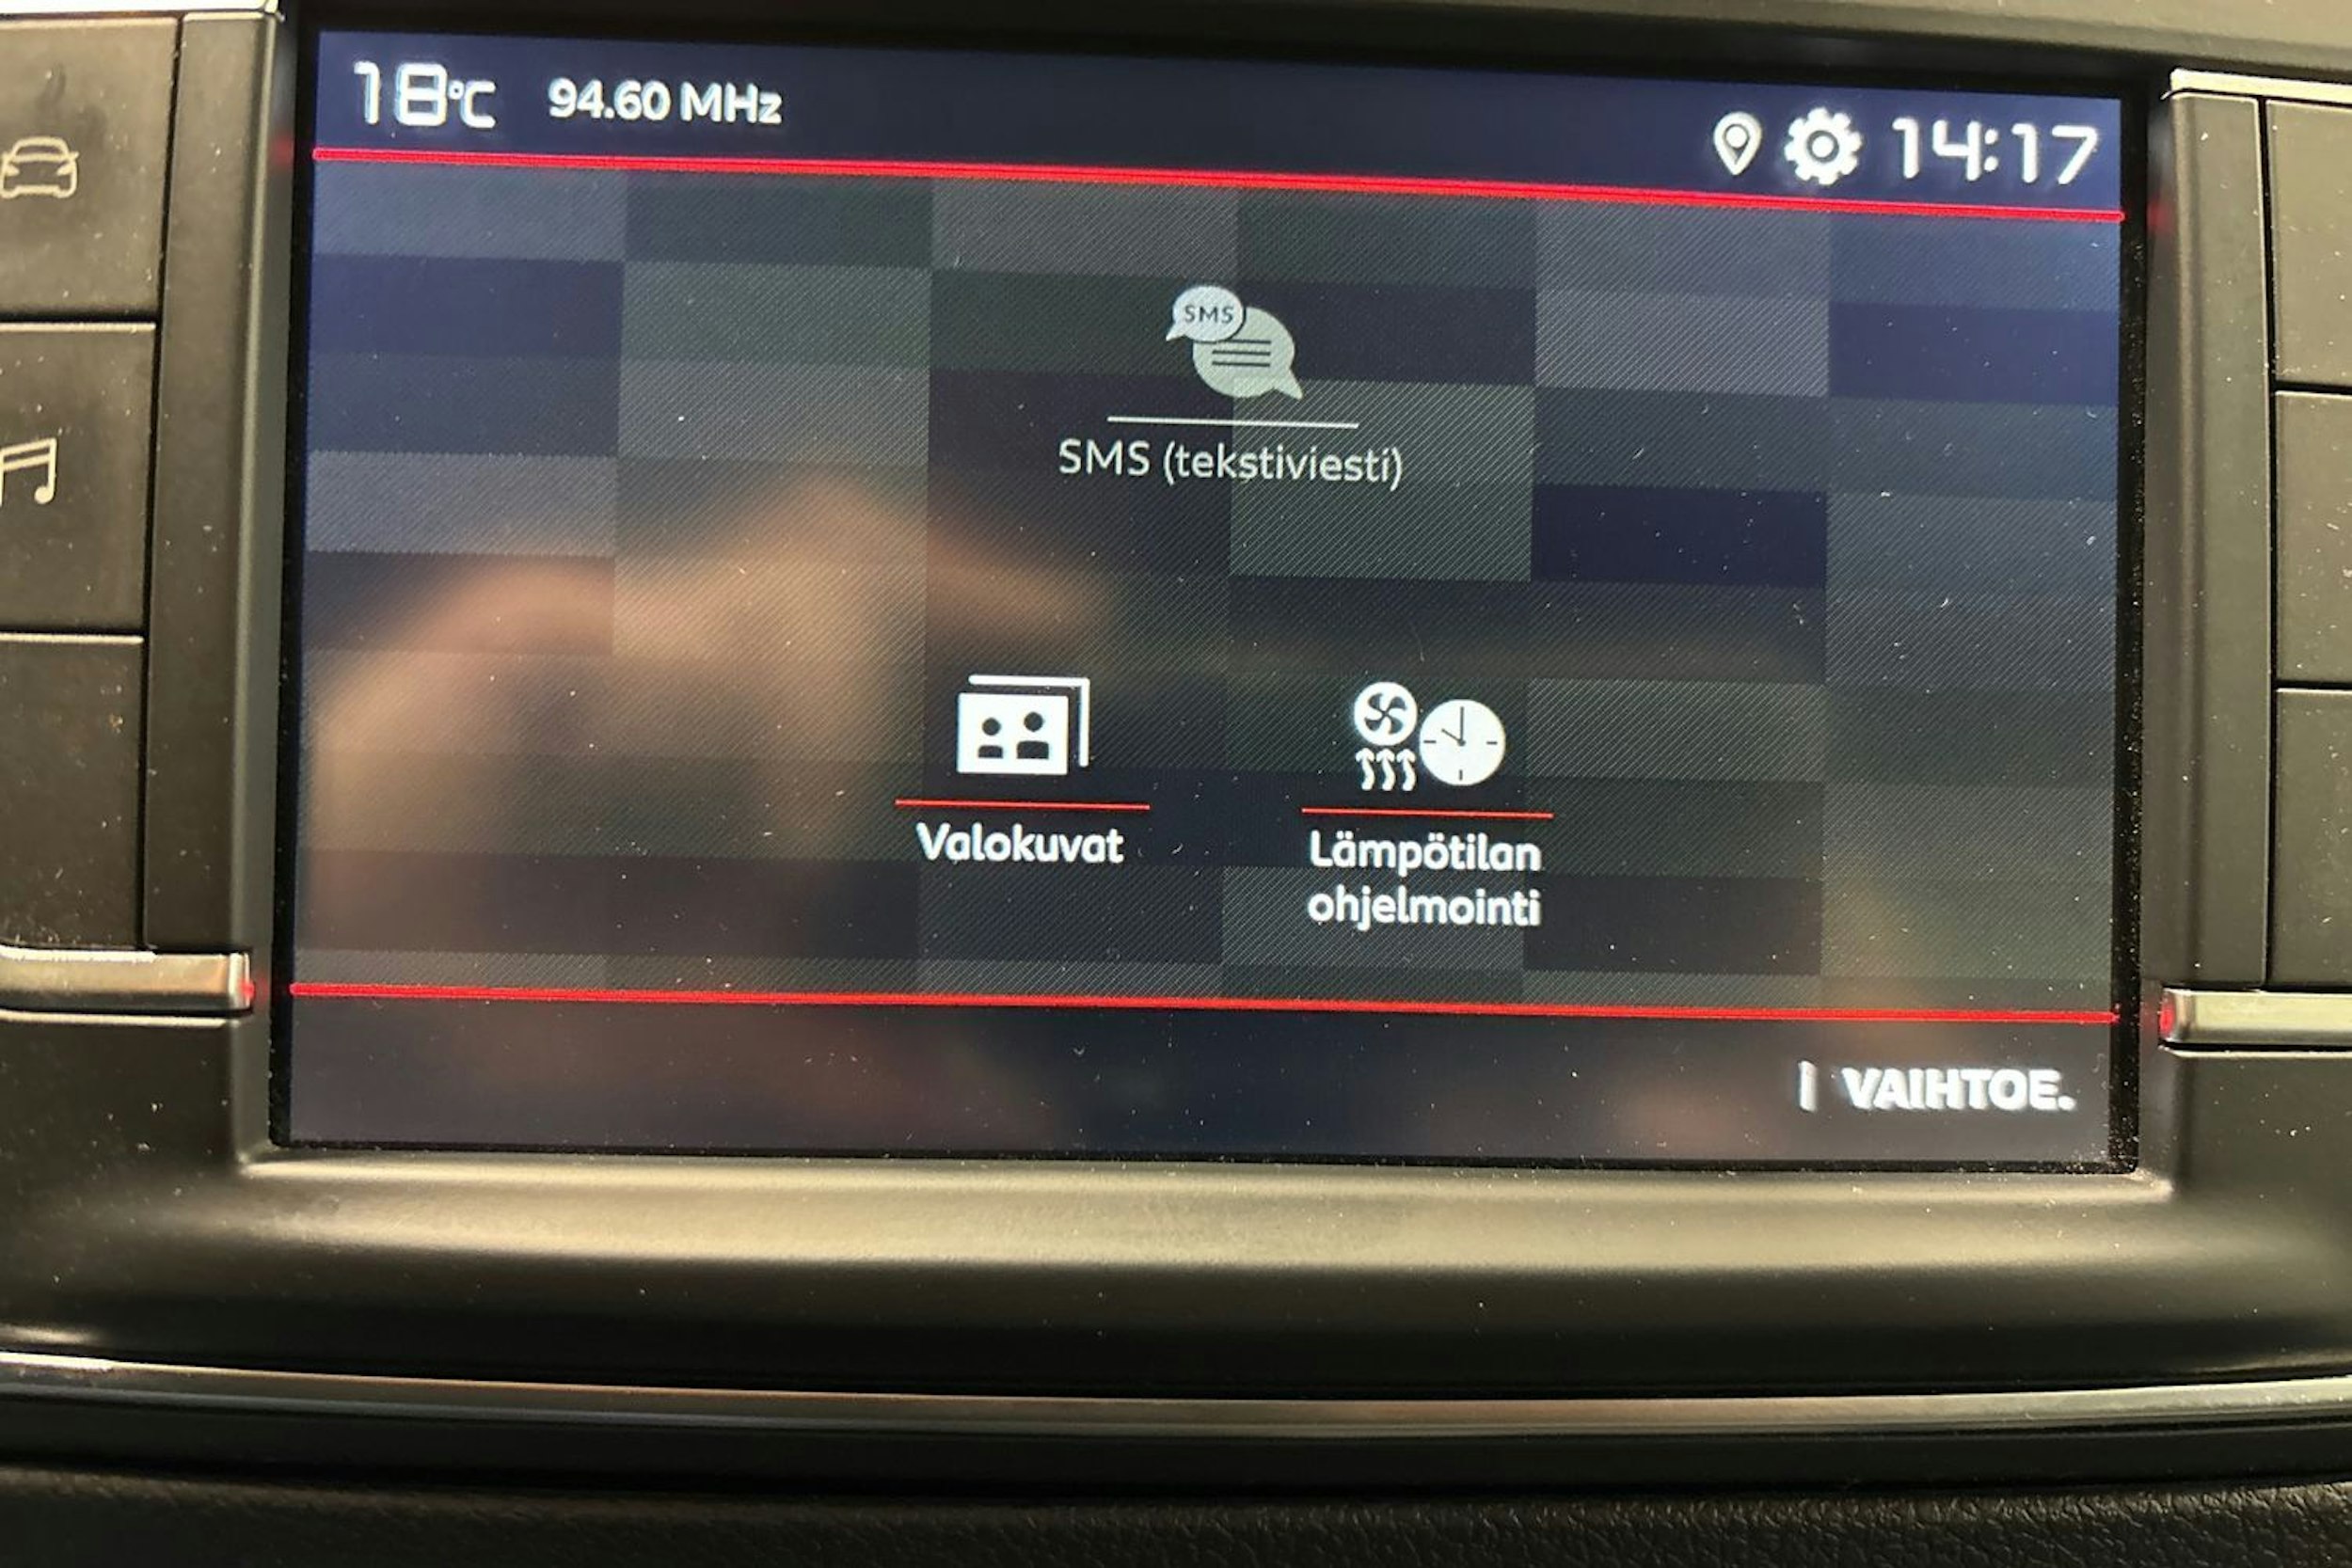 18°C 94.60 MHz 14:17
SMS
SMS (tekstiviesti)
Valokuvat
Lämpötilan
ohjelmointi
VAIHTOE.